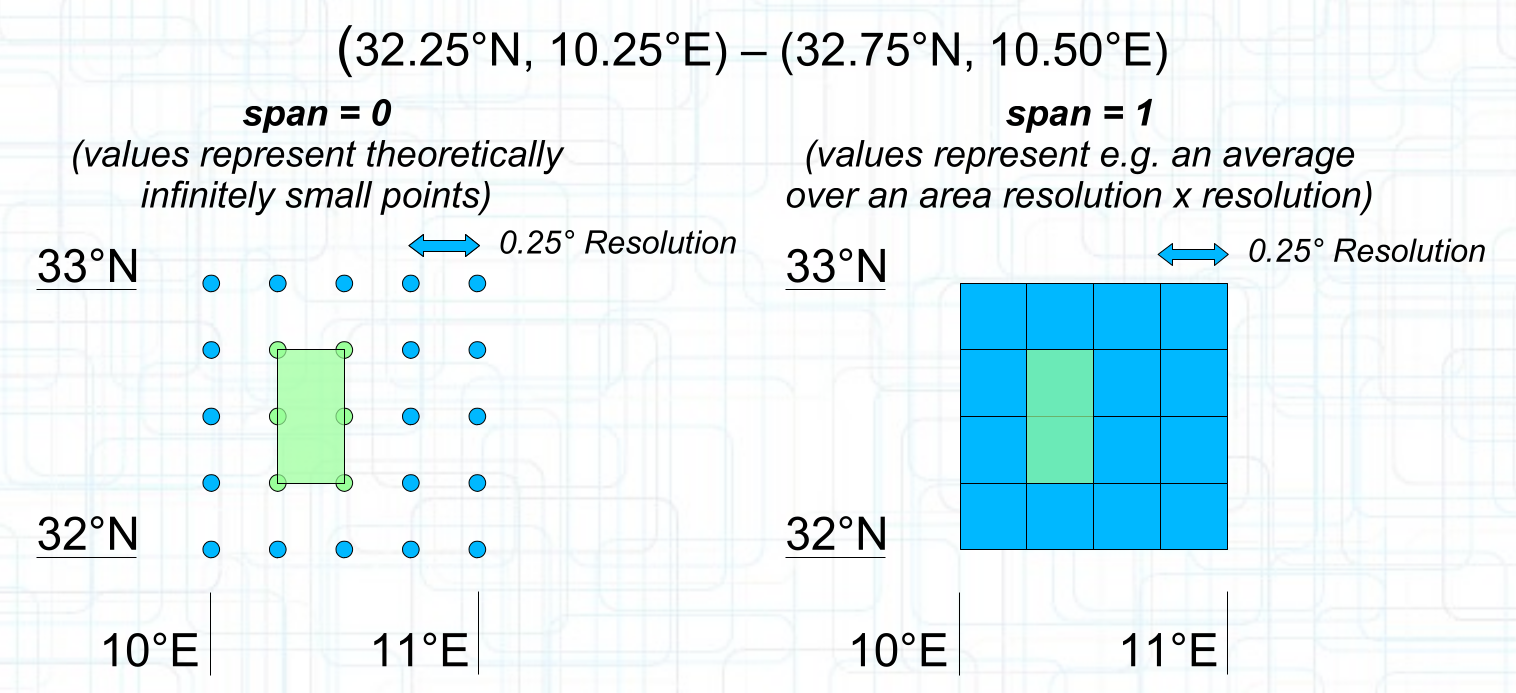 (32.25°N, 10.25°E) – (32.75°N, 10.50°E)
span = 0
(values represent theoretically
infinitely small points)
0.25° Resolution
33°N
32°N
10°E
11°E
span = 1
(values represent e.g. an average
over an area resolution x resolution)
0.25° Resolution
33°N
32°N
10°E
11°E